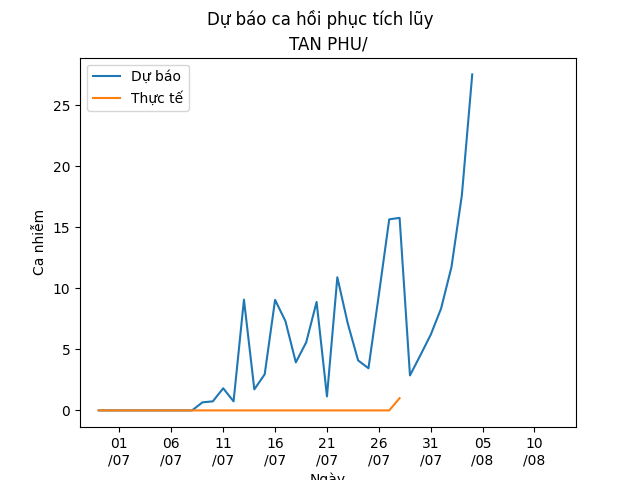 Dự báo ca hồi phục tích lũy
TAN PHU/
Dự báo
Thực tế
Ca nhiễm
25
20
15
10
5
0
01 06 11 16 21 26 31 05 10
/07 /07 /07 /07 /07 /07 /07 /08 /08
Ngày